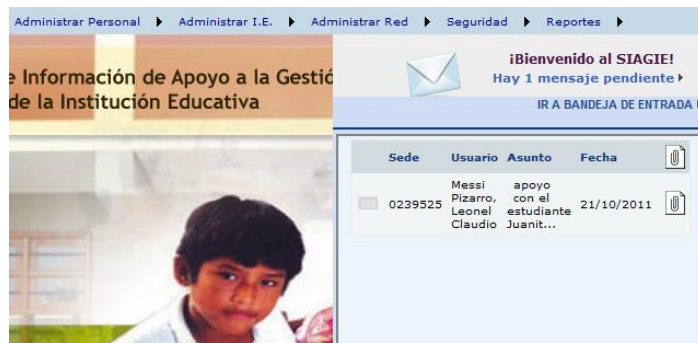 Administrar Personal Administrar I.E. Administrar Red Seguridad Reportes
e Información de Apoyo a la Gestió
de la Institución Educativa
¡Bienvenido al SIAGIE!
Hay 1 mensaje pendiente
IR A BANDEJA DE ENTRADA
Sede Usuario Asunto Fecha
0239525 Messi Pizarro, Leonel Claudio apoyo con el estudiante Juanit... 21/10/2011